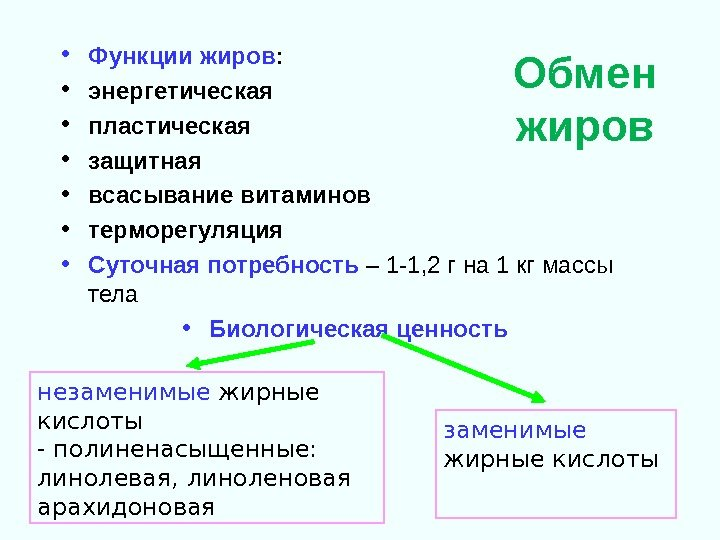 Обмен
жиров
• Функции жиров:
• энергетическая
• пластическая
• защитная
• всасывание витаминов
• терморегуляция
• Суточная потребность – 1-1,2 г на 1 кг массы
тела
• Биологическая ценность
незаменимые жирные
кислоты
- полиненасыщенные:
линолевая, линоленовая
арахидоновая
заменимые
жирные кислоты